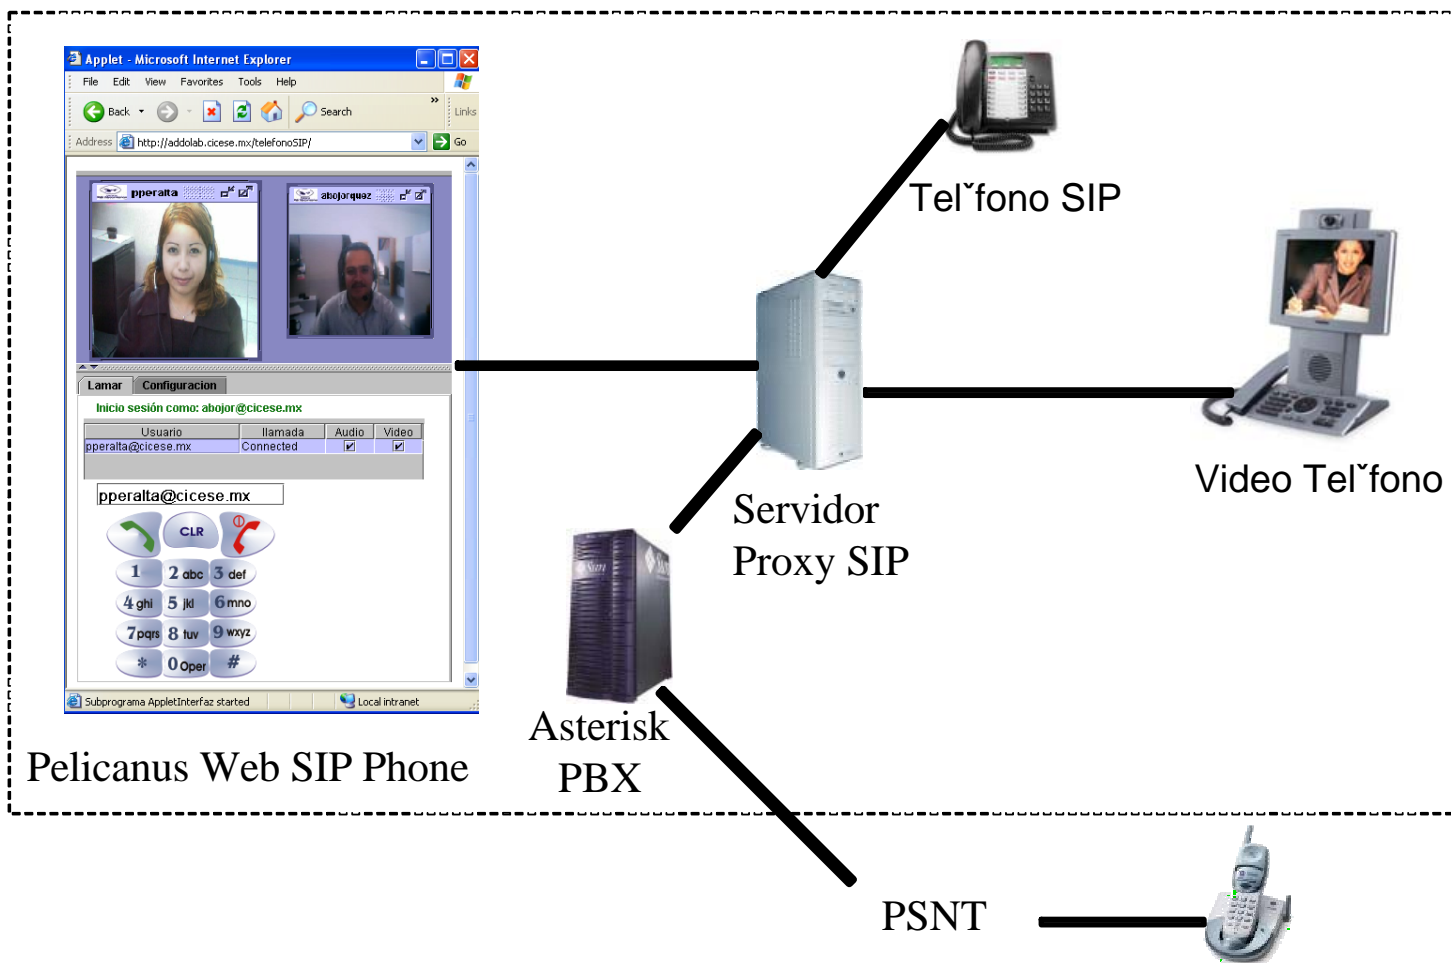 Applet - Microsoft Internet Explorer
File Edit View Favorites Tools Help
Back Search » Links
Address http://addolab.cicese.mx/telefonoSIP/ Go
pperalta
abojorquez
Lamar Configuracion
Inicio sesión como: abojor@cicese.mx
Usuario llamada Audio Video
pperalta@cicese.mx Connected
pperalta@cicese.mx
CLR
1 2 abc 3 def
4 ghi 5 jkl 6 mno
7 pqrs 8 tuv 9 wxyz
* 0 Oper #
Subprograma AppletInterfaz started Local intranet
Pelicanus Web SIP Phone
Telˇfono SIP
Video Telˇfono
Servidor
Proxy SIP
Sun
Asterisk
PBX
PSNT